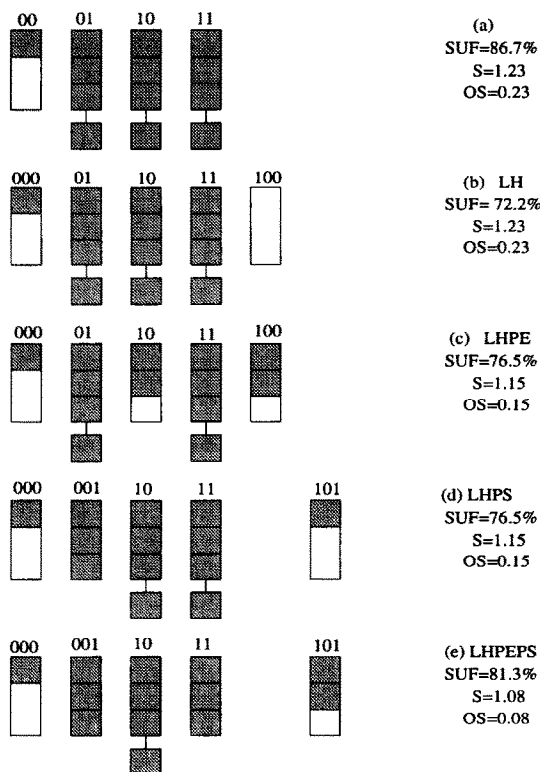 00 01 10 11
(a)
SUF=86.7%
S=1.23
OS=0.23
000 01 10 11 100
(b) LH
SUF= 72.2%
S=1.23
OS=0.23
000 01 10 11 100
(c) LHPE
SUF=76.5%
S=1.15
OS=0.15
000 001 10 11 101
(d) LHPS
SUF=76.5%
S=1.15
OS=0.15
000 001 10 11 101
(e) LHPEPS
SUF=81.3%
S=1.08
OS=0.08